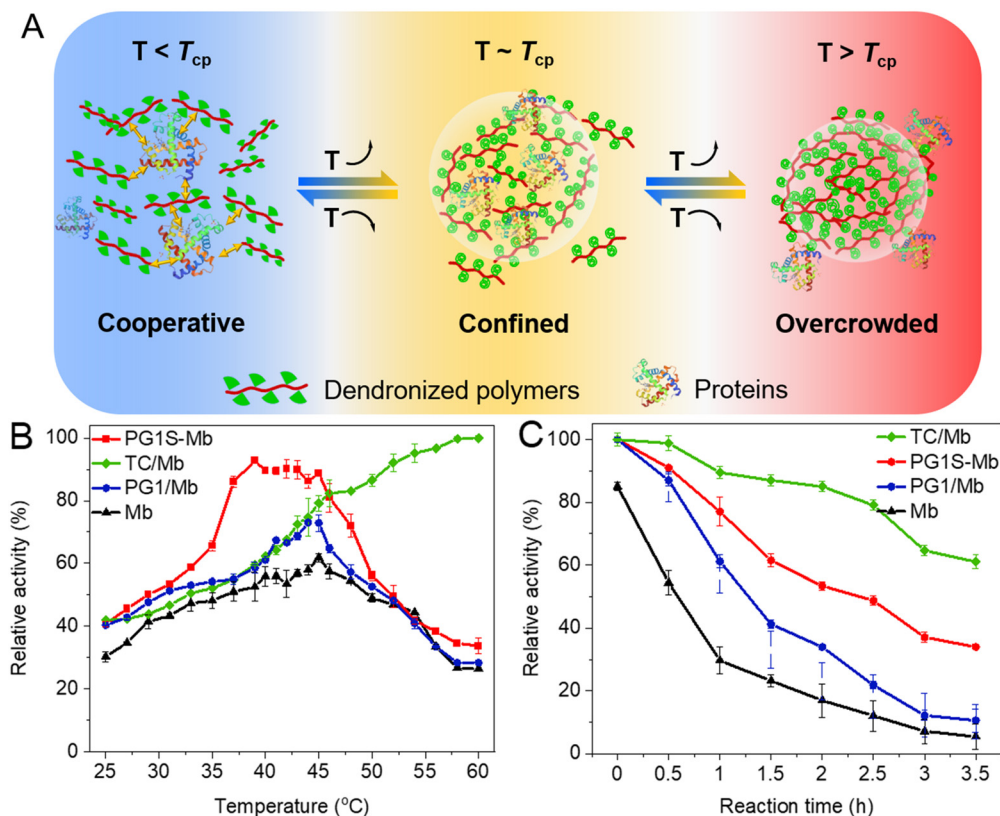 A
T < Tcp
T ~ Tcp
T > Tcp
T
T
T
T
Cooperative
Confined
Overcrowded
Dendronized polymers
Proteins
B
PG1S-Mb
TC/Mb
PG1/Mb
Mb
100
80
60
40
20
0
Relative activity (%)
25 30 35 40 45 50 55 60
Temperature (°C)
C
TC/Mb
PG1S-Mb
PG1/Mb
Mb
100
80
60
40
20
0
Relative activity (%)
0 0.5 1 1.5 2 2.5 3 3.5
Reaction time (h)